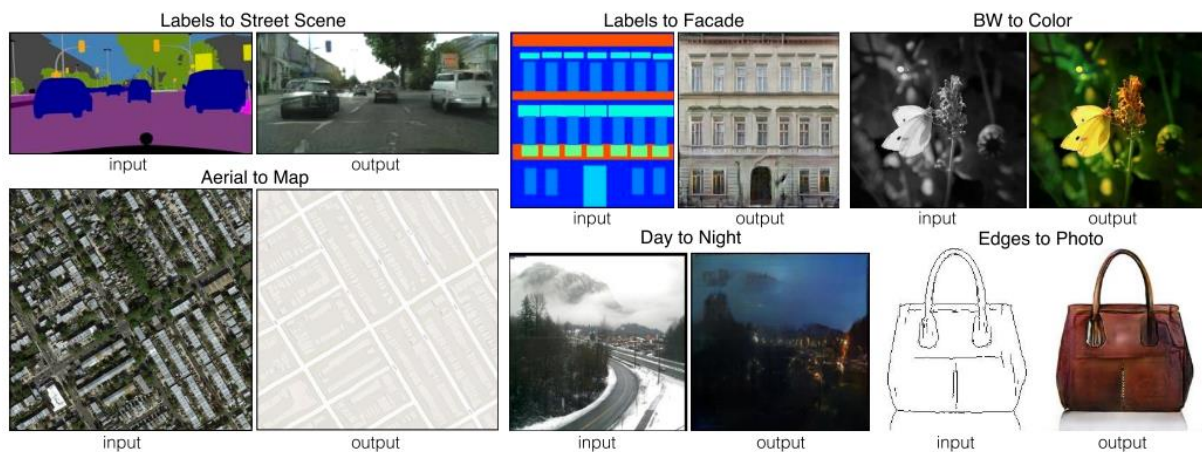 Labels to Street Scene
input
output
Aerial to Map
input
output
Labels to Facade
input
output
BW to Color
input
output
Day to Night
input
output
Edges to Photo
input
output